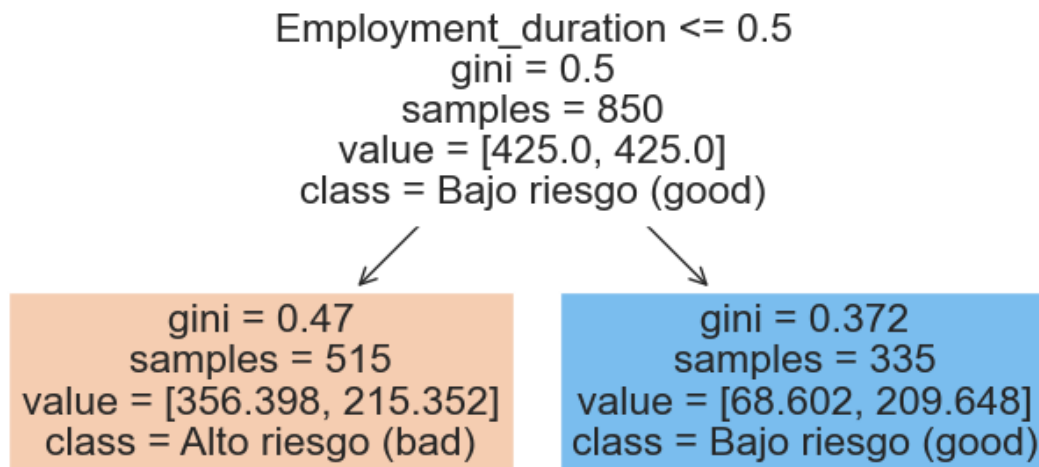 Employment_duration <= 0.5
gini = 0.5
samples = 850
value = [425.0, 425.0]
class = Bajo riesgo (good)
gini = 0.47
samples = 515
value = [356.398, 215.352]
class = Alto riesgo (bad)
gini = 0.372
samples = 335
value = [68.602, 209.648]
class = Bajo riesgo (good)